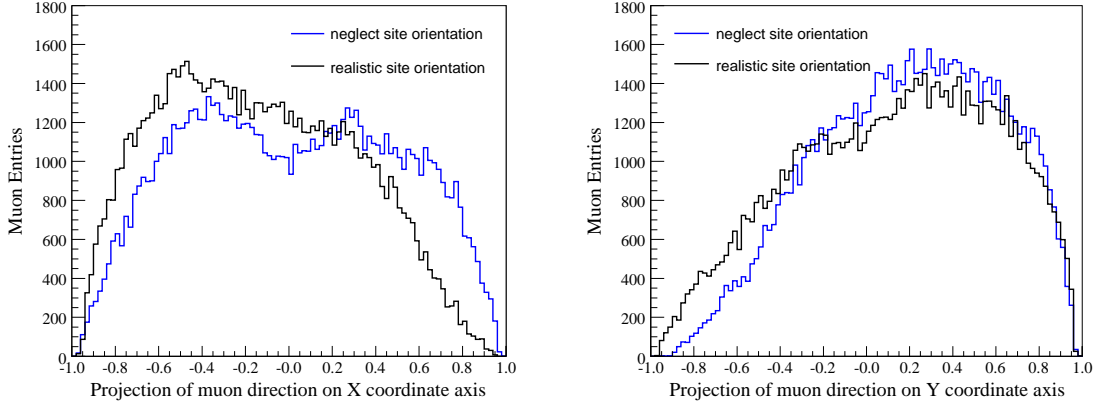 1800
1600
1400
1200
1000
800
600
400
200
0
Muon Entries
neglect site orientation
realistic site orientation
-1.0 -0.8 -0.6 -0.4 -0.2 -0.0 0.2 0.4 0.6 0.8 1.0
Projection of muon direction on X coordinate axis
1800
1600
1400
1200
1000
800
600
400
200
0
Muon Entries
neglect site orientation
realistic site orientation
-1.0 -0.8 -0.6 -0.4 -0.2 -0.0 0.2 0.4 0.6 0.8 1.0
Projection of muon direction on Y coordinate axis